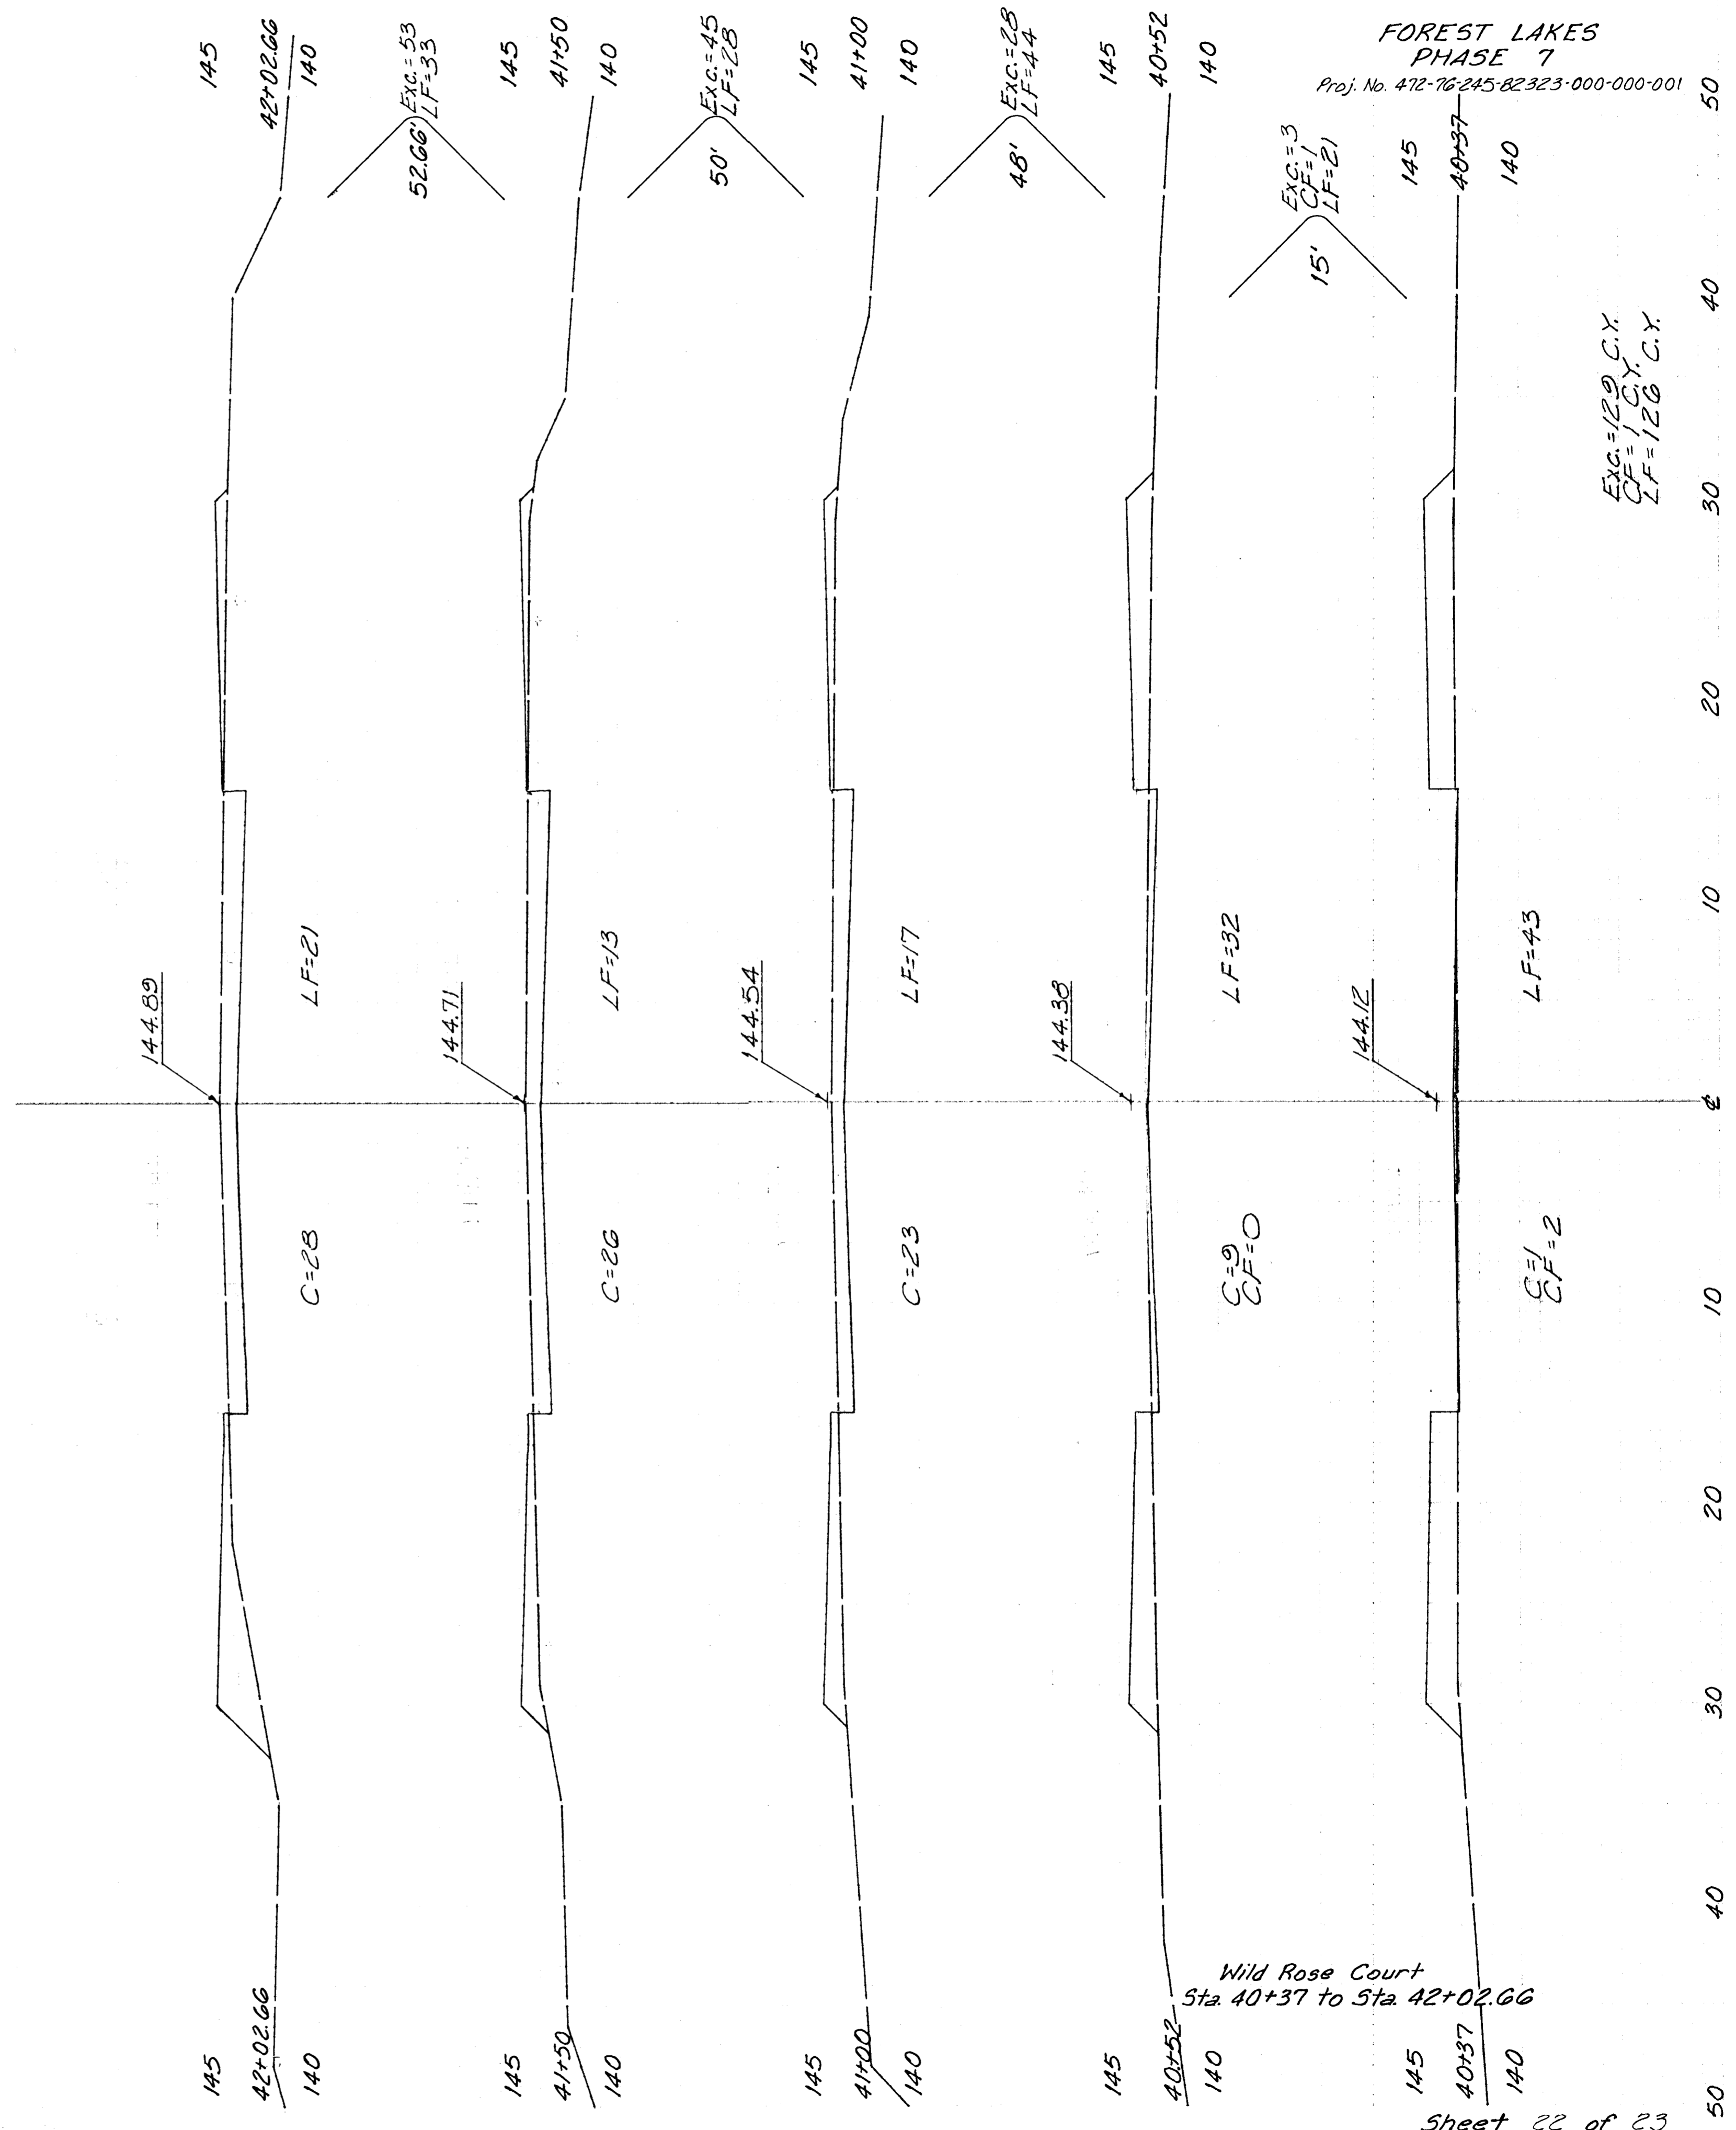 FOREST LAKES
PHASE 7
Proj. No. 472-76-245-82323-000-000-001
145
42+02.66
140
Exc.=53
LF=33
52.66'
145
41+50
140
Exc.=45
LF=28
50'
145
41+00
140
Exc.=28
LF=44
48'
145
40+52
140
Exc.=3
CF=1
LF=21
15'
145
40+37
140
Exc.=129 C.Y.
CF=1 C.Y.
LF=126 C.Y.
50
40
30
20
10
℄
10
20
30
40
50
144.89
LF=21
C=28
144.71
LF=13
C=26
144.54
LF=17
C=23
144.38
LF=32
C=9
CF=0
144.12
LF=43
C=1
CF=2
Wild Rose Court
Sta. 40+37 to Sta. 42+02.66
145
42+02.66
140
145
41+50
140
145
41+00
140
145
40+52
140
145
40+37
140
Sheet 22 of 23